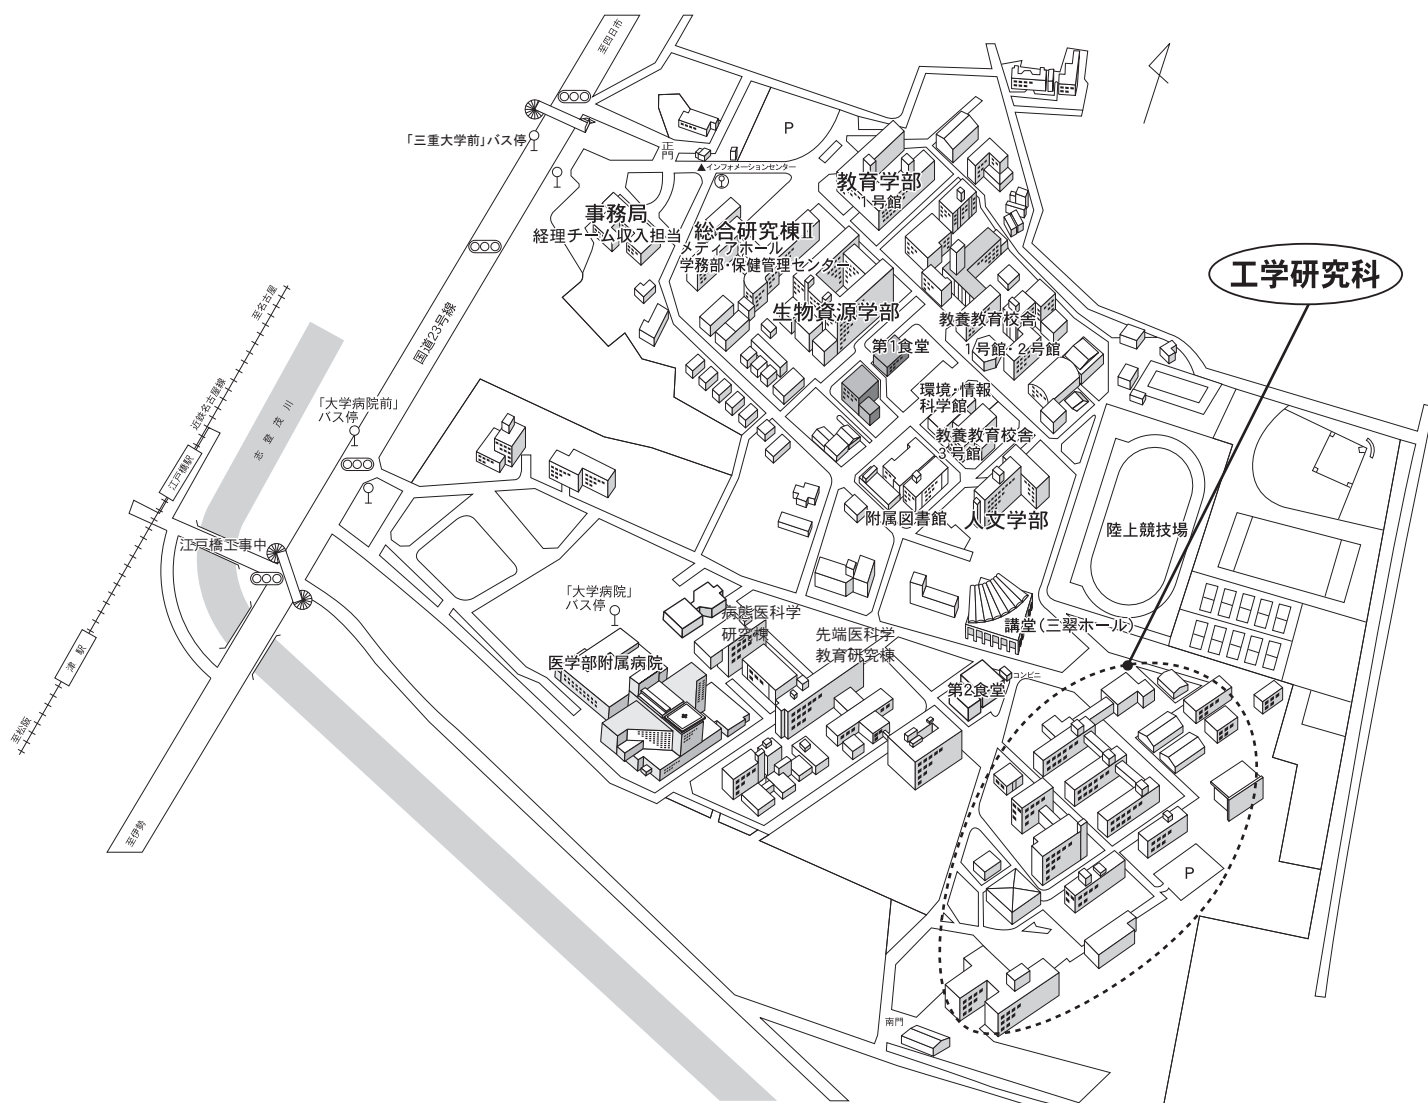 至四日市
「三重大学前」バス停
正門
P
▲インフォメーションセンター
教育学部
1号館
事務局
経理チーム収入担当
総合研究棟Ⅱ
メディアホール
学務部・保健管理センター
工学研究科
至名古屋
国道23号線
生物資源学部
第1食堂
教養教育校舎
1号館・2号館
近鉄名古屋線
志登茂川
「大学病院前」
バス停
環境・情報
科学館
教養教育校舎
3号館
江戸橋駅
附属図書館
人文学部
陸上競技場
江戸橋工事中
「大学病院」
バス停
病態医科学
研究棟
先端医科学
教育研究棟
講堂(三翠ホール)
津駅
医学部附属病院
コンビニ
第2食堂
至松阪
至伊勢
P
南門